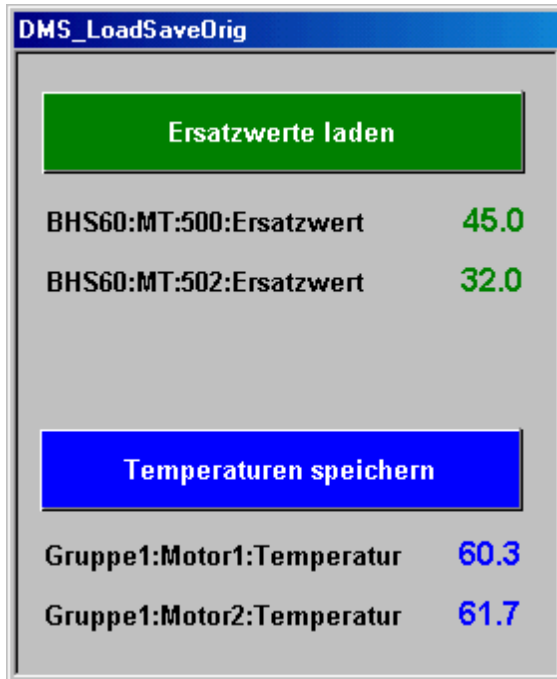 DMS_LoadSaveOrig
Ersatzwerte laden
BHS60:MT:500:Ersatzwert 45.0
BHS60:MT:502:Ersatzwert 32.0
Temperaturen speichern
Gruppe1:Motor1:Temperatur 60.3
Gruppe1:Motor2:Temperatur 61.7